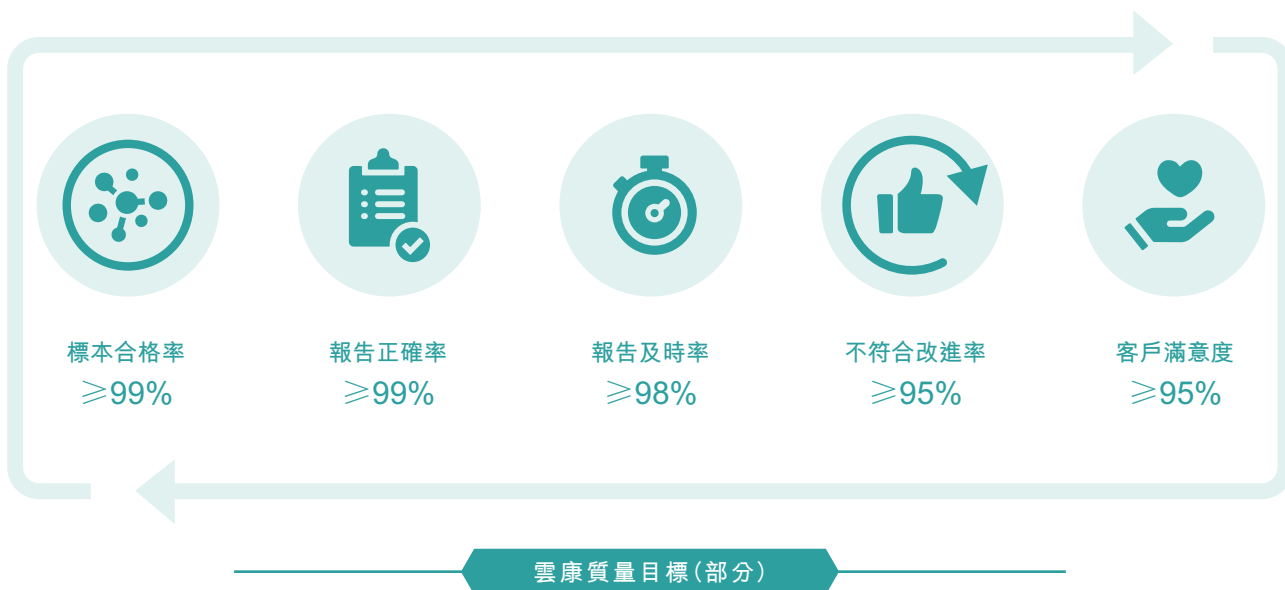 標本合格率
≥99%
報告正確率
≥99%
報告及時率
≥98%
不符合改進率
≥95%
客戶滿意度
≥95%
雲康質量目標(部分)